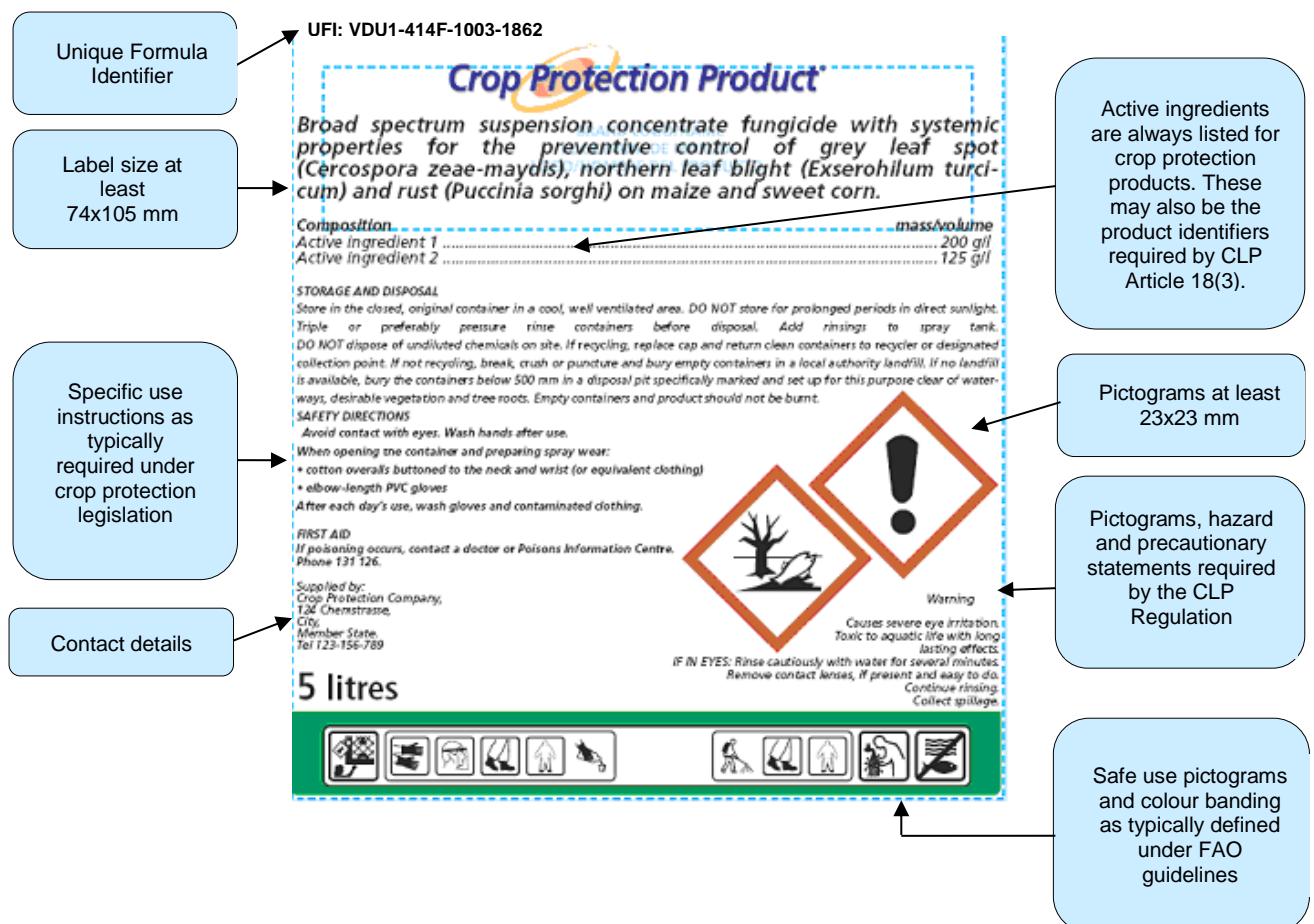 UFI: VDU1-414F-1003-1862
Unique Formula
Identifier
Label size at
least
74x105 mm
Specific use
instructions as
typically
required under
crop protection
legislation
Contact details
Crop Protection Product
Broad spectrum suspension concentrate fungicide with systemic
properties for the preventive control of grey leaf spot
(Cercospora zeae-maydis), northern leaf blight (Exserohilum turci-
cum) and rust (Puccinia sorghi) on maize and sweet corn.
Composition mass/volume
Active ingredient 1 ........ 200 g/l
Active ingredient 2 ........ 125 g/l
STORAGE AND DISPOSAL
Store in the closed, original container in a cool, well ventilated area. DO NOT store for prolonged periods in direct sunlight.
Triple or preferably pressure rinse containers before disposal. Add rinsings to spray tank.
DO NOT dispose of undiluted chemicals on site. If recycling, replace cap and return clean containers to recycler or designated
collection point. If not recycling, break, crush or puncture and bury empty containers in a local authority landfill. If no landfill
is available, bury the containers below 500 mm in a disposal pit specifically marked and set up for this purpose clear of water-
ways, desirable vegetation and tree roots. Empty containers and product should not be burnt.
SAFETY DIRECTIONS
Avoid contact with eyes. Wash hands after use.
When opening the container and preparing spray wear:
• cotton overalls buttoned to the neck and wrist (or equivalent clothing)
• elbow-length PVC gloves
After each day's use, wash gloves and contaminated clothing.
FIRST AID
If poisoning occurs, contact a doctor or Poisons Information Centre.
Phone 131 126.
Supplied by:
Crop Protection Company,
124 Chemstrasse,
City,
Member State.
Tel 123-156-789
5 litres
Warning
Causes severe eye irritation.
Toxic to aquatic life with long
lasting effects.
IF IN EYES: Rinse cautiously with water for several minutes.
Remove contact lenses, if present and easy to do.
Continue rinsing.
Collect spillage.
Active ingredients
are always listed for
crop protection
products. These
may also be the
product identifiers
required by CLP
Article 18(3).
Pictograms at least
23x23 mm
Pictograms, hazard
and precautionary
statements required
by the CLP
Regulation
Safe use pictograms
and colour banding
as typically defined
under FAO
guidelines